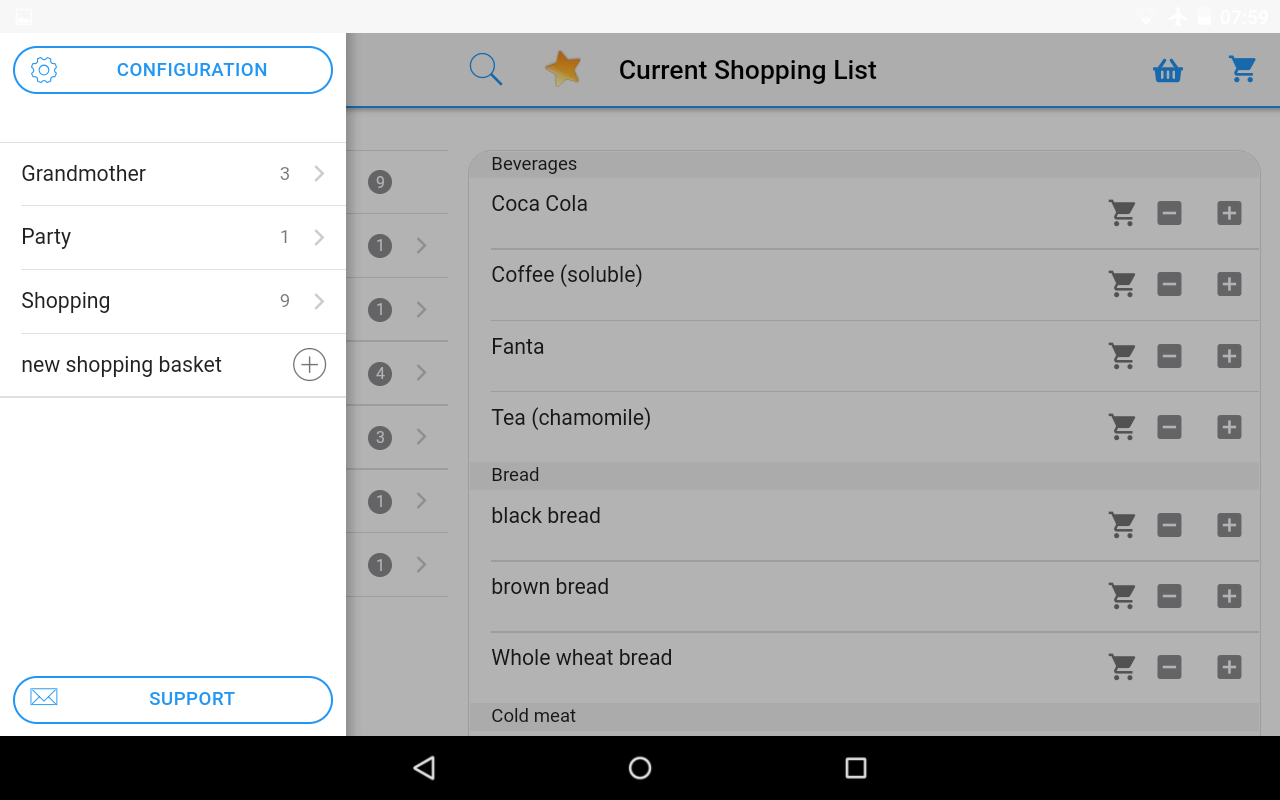 07:59
CONFIGURATION
Current Shopping List
Grandmother 3
Party 1
Shopping 9
new shopping basket
SUPPORT
9
1
1
4
3
1
1
Beverages
Coca Cola
Coffee (soluble)
Fanta
Tea (chamomile)
Bread
black bread
brown bread
Whole wheat bread
Cold meat